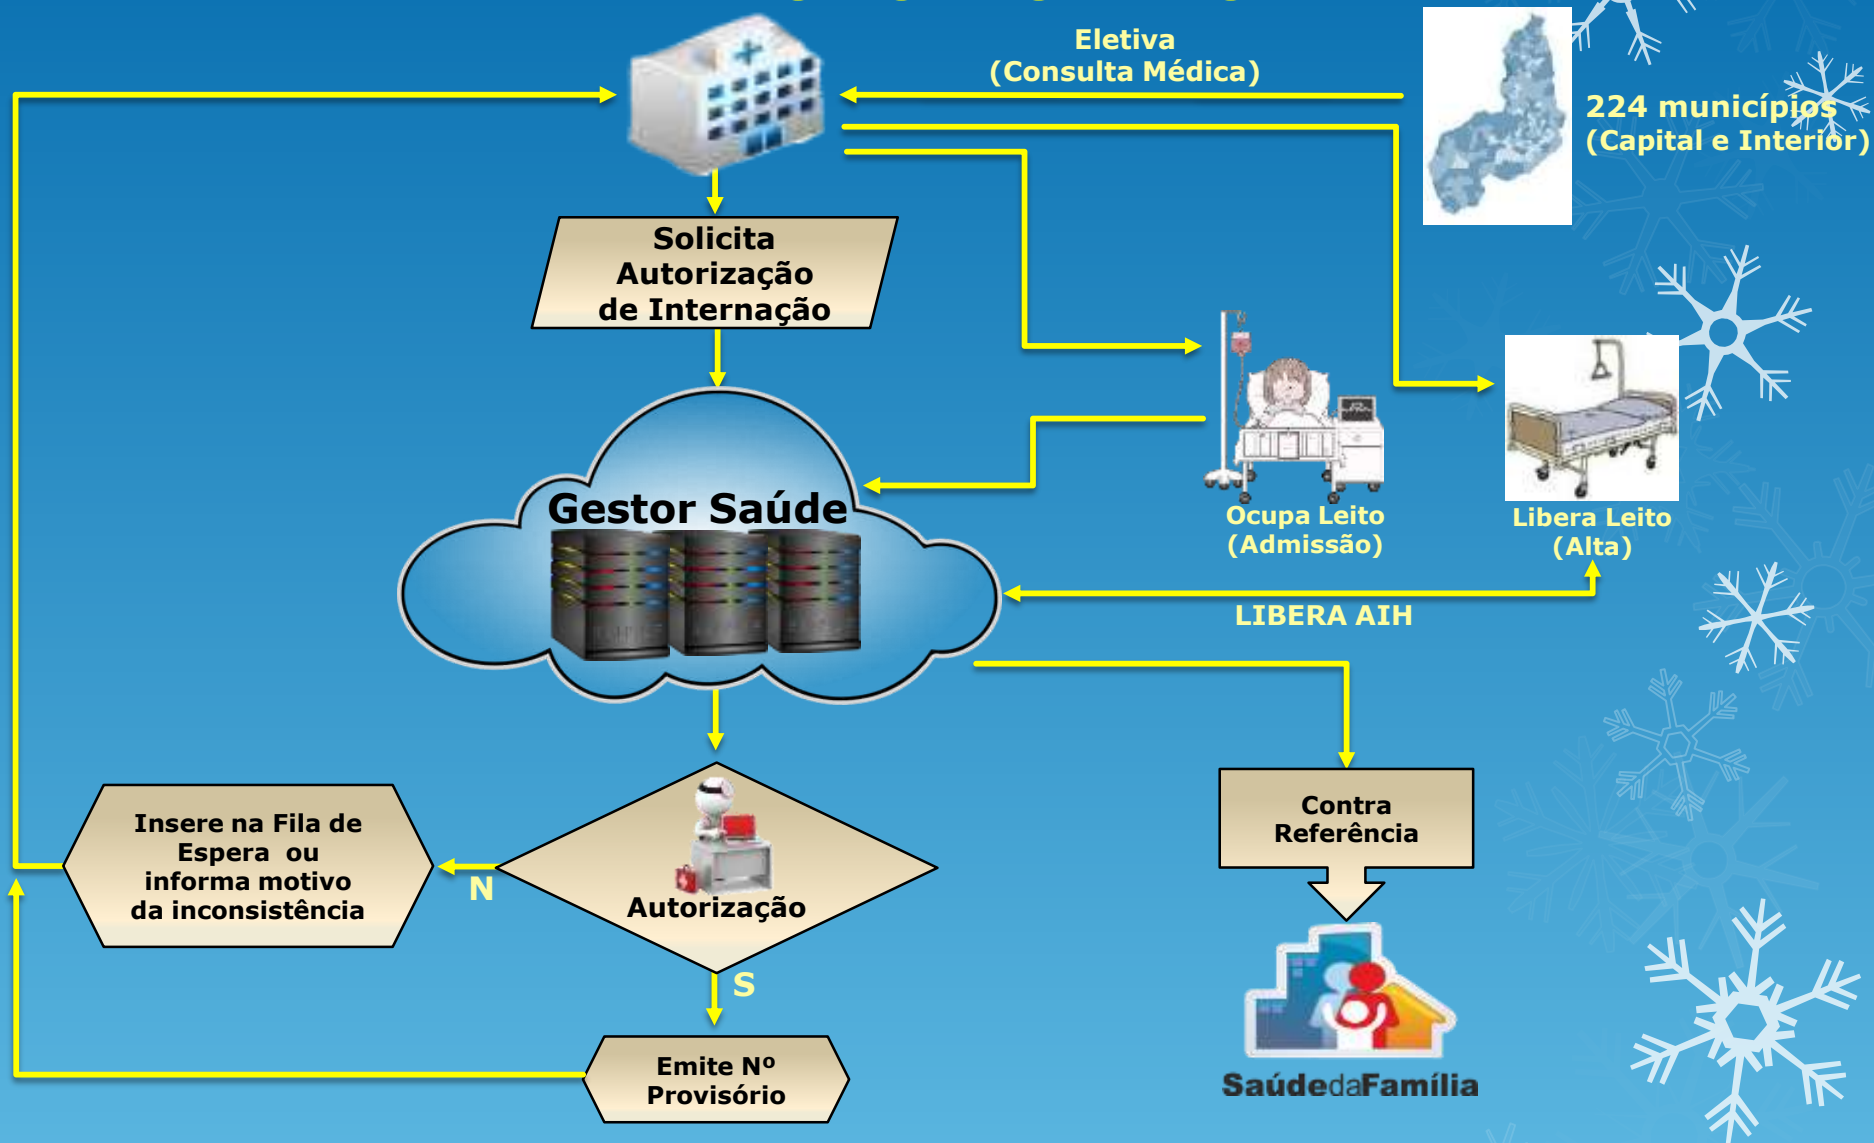 Eletiva
(Consulta Médica)
224 municípios
(Capital e Interior)
Solicita
Autorização
de Internação
Gestor Saúde
Ocupa Leito
(Admissão)
Libera Leito
(Alta)
LIBERA AIH
Contra
Referência
Insere na Fila de
Espera ou
informa motivo
da inconsistência
N
Autorização
S
Emite Nº
Provisório
SaúdedaFamília